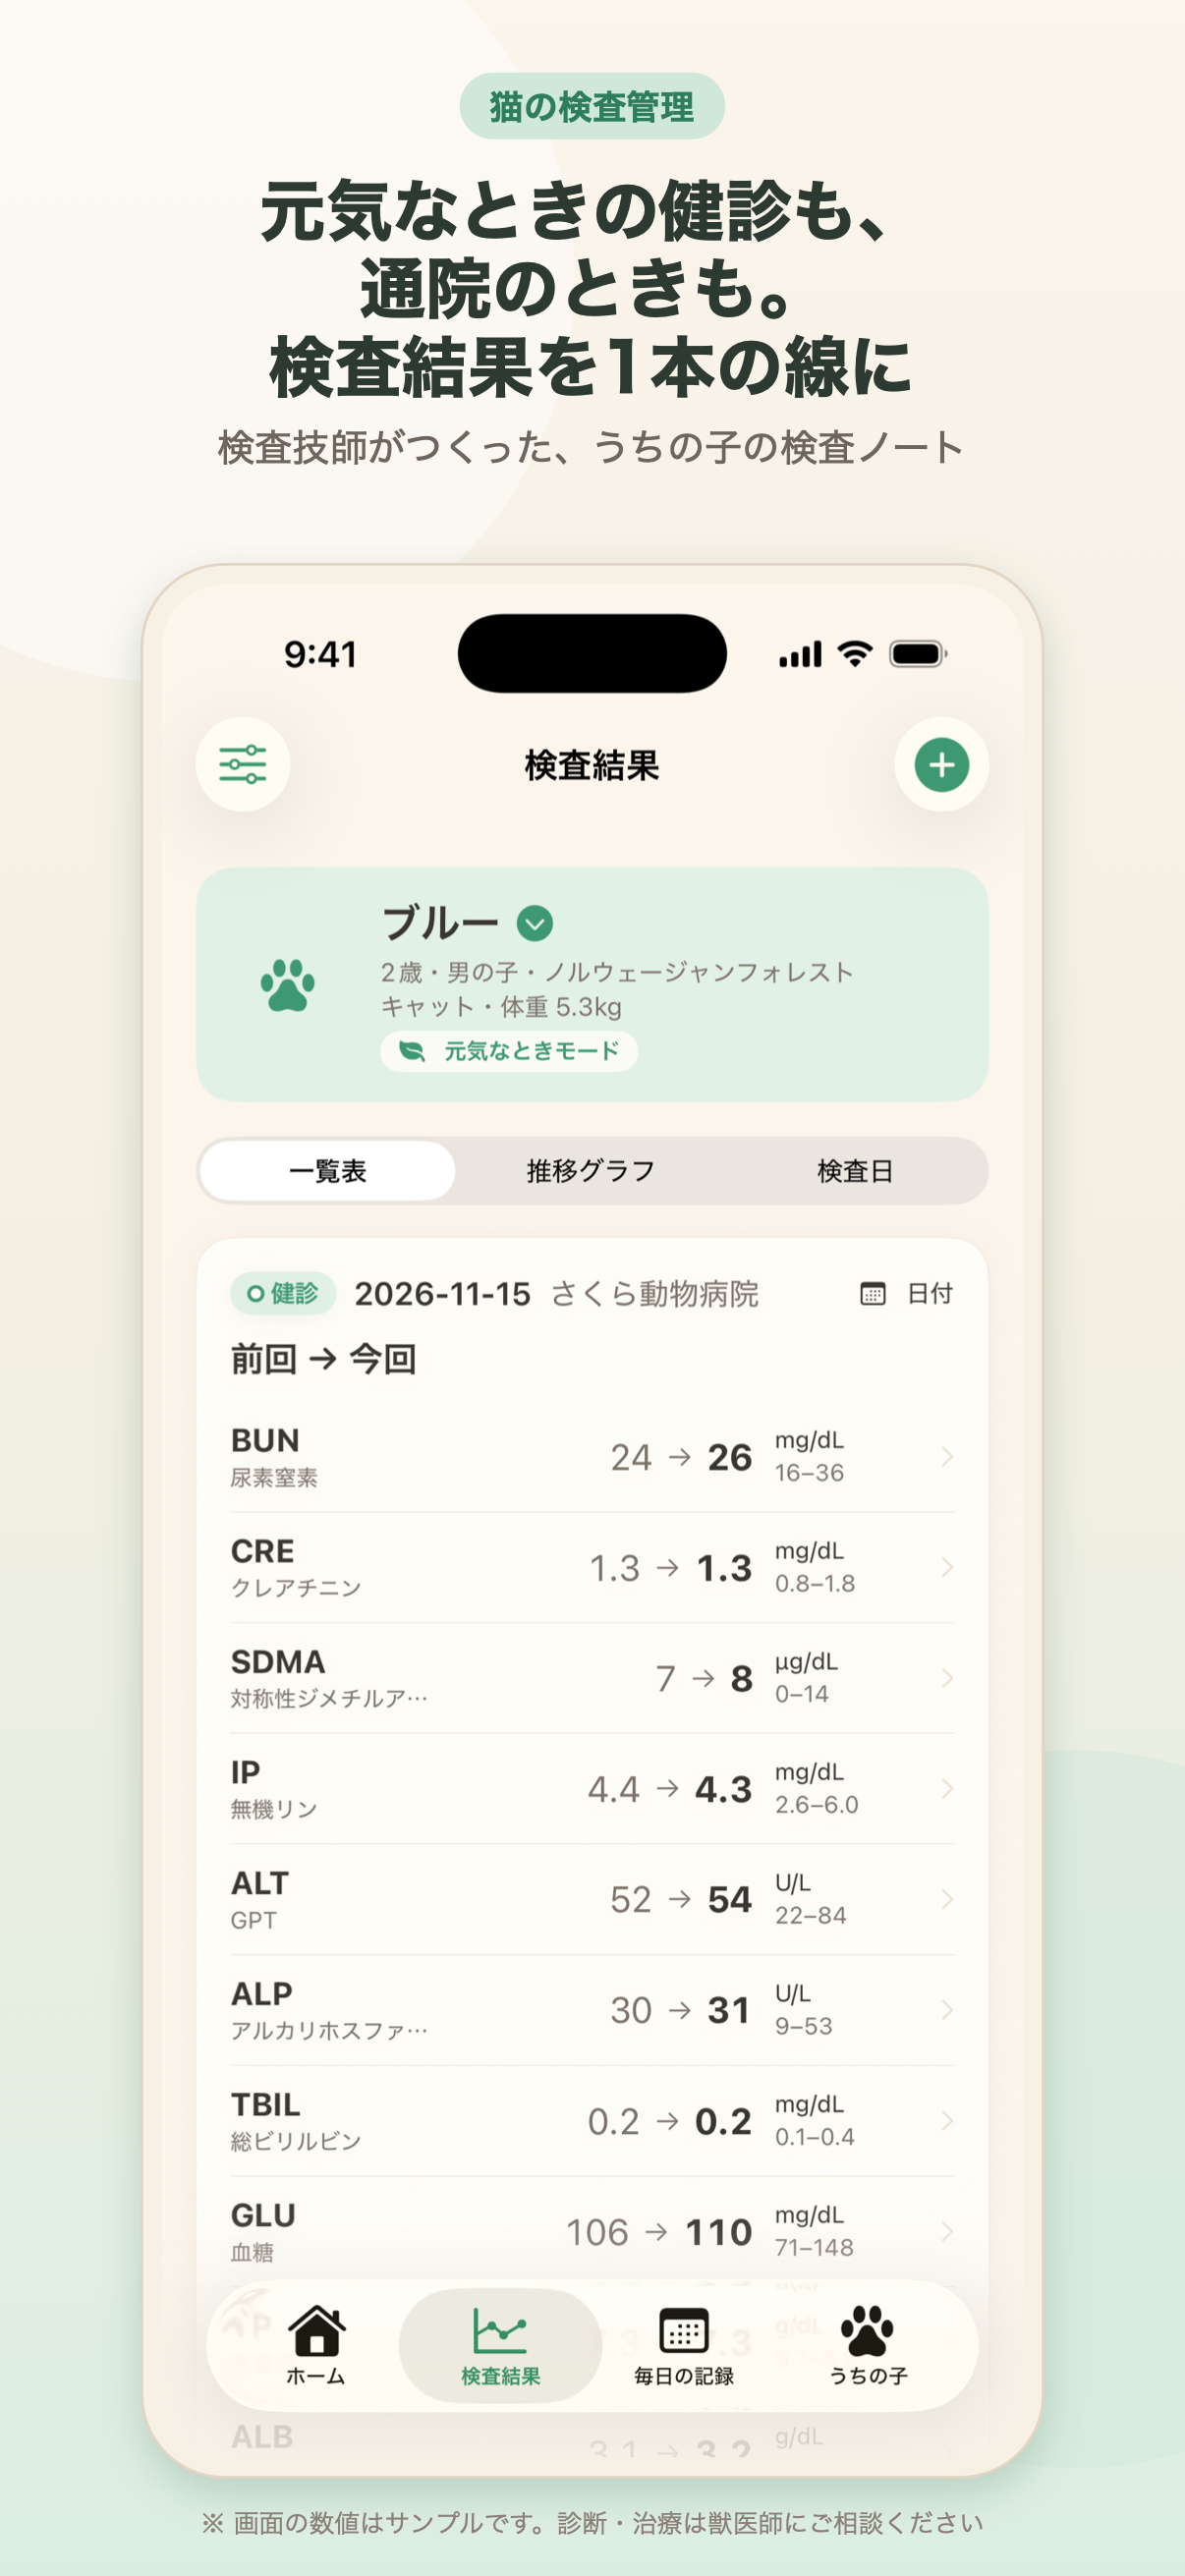 猫の検査管理
元気なときの健診も、
通院のときも。
検査結果を1本の線に
検査技師がつくった、うちの子の検査ノート
9:41
検査結果
ブルー
2歳・男の子・ノルウェージャンフォレスト
キャット・体重 5.3kg
元気なときモード
一覧表 推移グラフ 検査日
健診 2026-11-15 さくら動物病院 日付
前回 → 今回
BUN 24 → 26 mg/dL
尿素窒素 16–36
CRE 1.3 → 1.3 mg/dL
クレアチニン 0.8–1.8
SDMA 7 → 8 µg/dL
対称性ジメチルア… 0–14
IP 4.4 → 4.3 mg/dL
無機リン 2.6–6.0
ALT 52 → 54 U/L
GPT 22–84
ALP 30 → 31 U/L
アルカリホスファ… 9–53
TBIL 0.2 → 0.2 mg/dL
総ビリルビン 0.1–0.4
GLU 106 → 110 mg/dL
血糖 71–148
ホーム 検査結果 毎日の記録 うちの子
ALB 3.1 → 3.2 g/dL
※ 画面の数値はサンプルです。診断・治療は獣医師にご相談ください